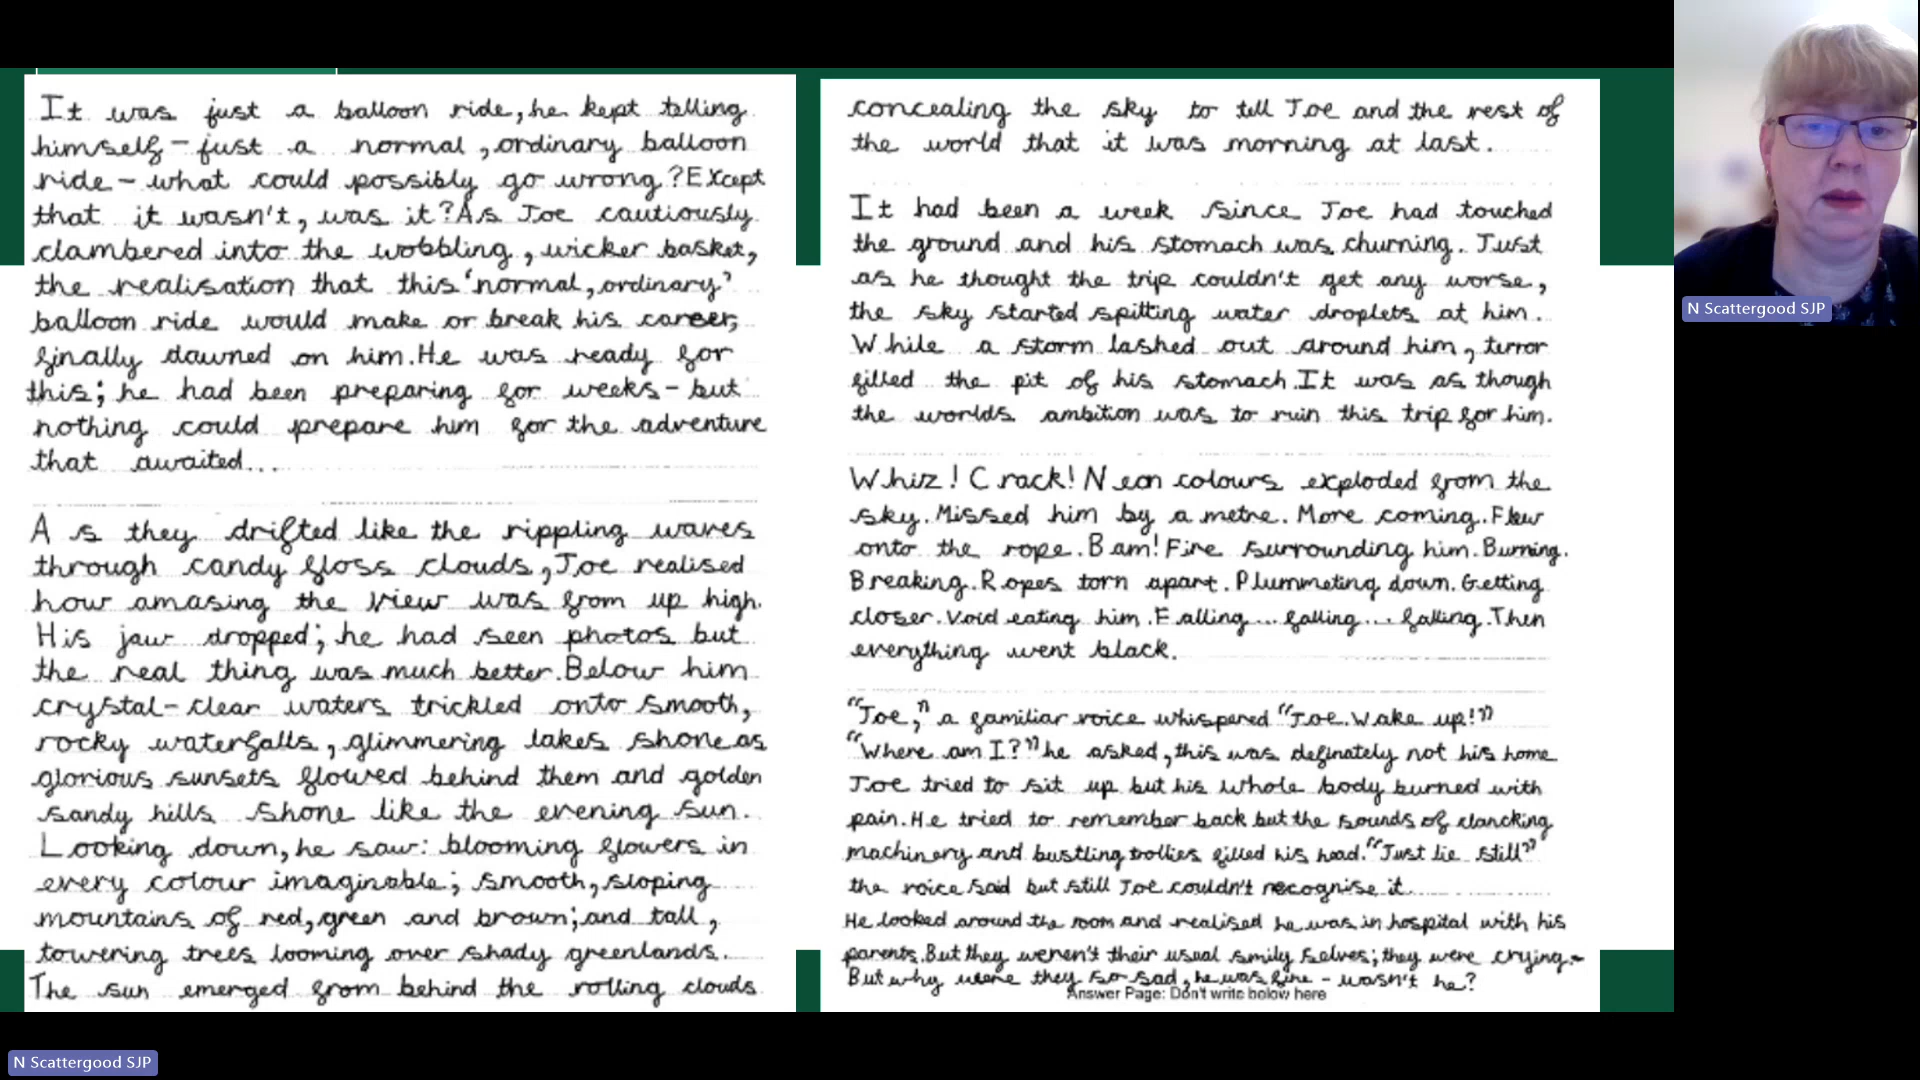 It was just a balloon ride, he kept telling
himself - just a normal, ordinary balloon
ride - what could possibly go wrong? Except
that it wasn't, was it? As Joe cautiously
clambered into the wobbling, wicker basket,
the realisation that this 'normal, ordinary'
balloon ride would make or break his career,
finally dawned on him. He was ready for
this; he had been preparing for weeks - but
nothing could prepare him for the adventure
that awaited...
As they drifted like the rippling waves
through candy floss clouds, Joe realised
how amasing the view was from up high.
His jaw dropped; he had seen photos but
the real thing was much better. Below him
crystal-clear waters trickled onto smooth,
rocky waterfalls, glimmering lakes shone as
glorious sunsets flowed behind them and golden
sandy hills shone like the evening sun.
Looking down, he saw: blooming flowers in
every colour imaginable; smooth, sloping
mountains of red, green and brown; and tall,
towering trees looming over shady greenlands.
The sun emerged from behind the rolling clouds
concealing the sky to tell Joe and the rest of
the world that it was morning at last.
It had been a week since Joe had touched
the ground and his stomach was churning. Just
as he thought the trip couldn't get any worse,
the sky started spitting water droplets at him.
While a storm lashed out around him, terror
filled the pit of his stomach. It was as though
the worlds ambition was to ruin this trip for him.
Whizz! Crack! Neon colours exploded from the
sky. Missed him by a metre. More coming. Flew
onto the rope. Bam! Fire surrounding him. Burning.
Breaking. Ropes torn apart. Plummeting down. Getting
closer. Void eating him. Falling... falling... falling. Then
everything went black.
"Joe," a familiar voice whispered "Joe. Wake up!"
"Where am I?" he asked, this was definately not his home
Joe tried to sit up but his whole body burned with
pain. He tried to remember back but the sounds of clancking
machinery and bustling trollies filled his head. "Just lie still"
the voice said but still Joe couldn't recognise it.
He looked around the room and realised he was in hospital with his
parents. But they weren't their usual smily selves; they were crying.
But why were they so sad, he was fine - wasn't he?
Answer Page: Don't write below here
N Scattergood SJP
N Scattergood SJP